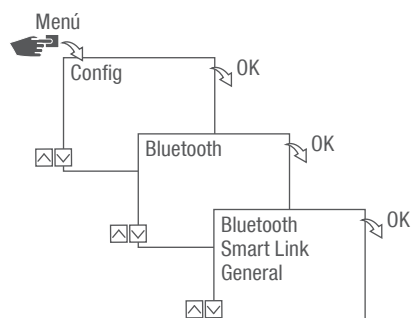 Menú
Config
OK
Bluetooth
OK
Bluetooth
Smart Link
General
OK